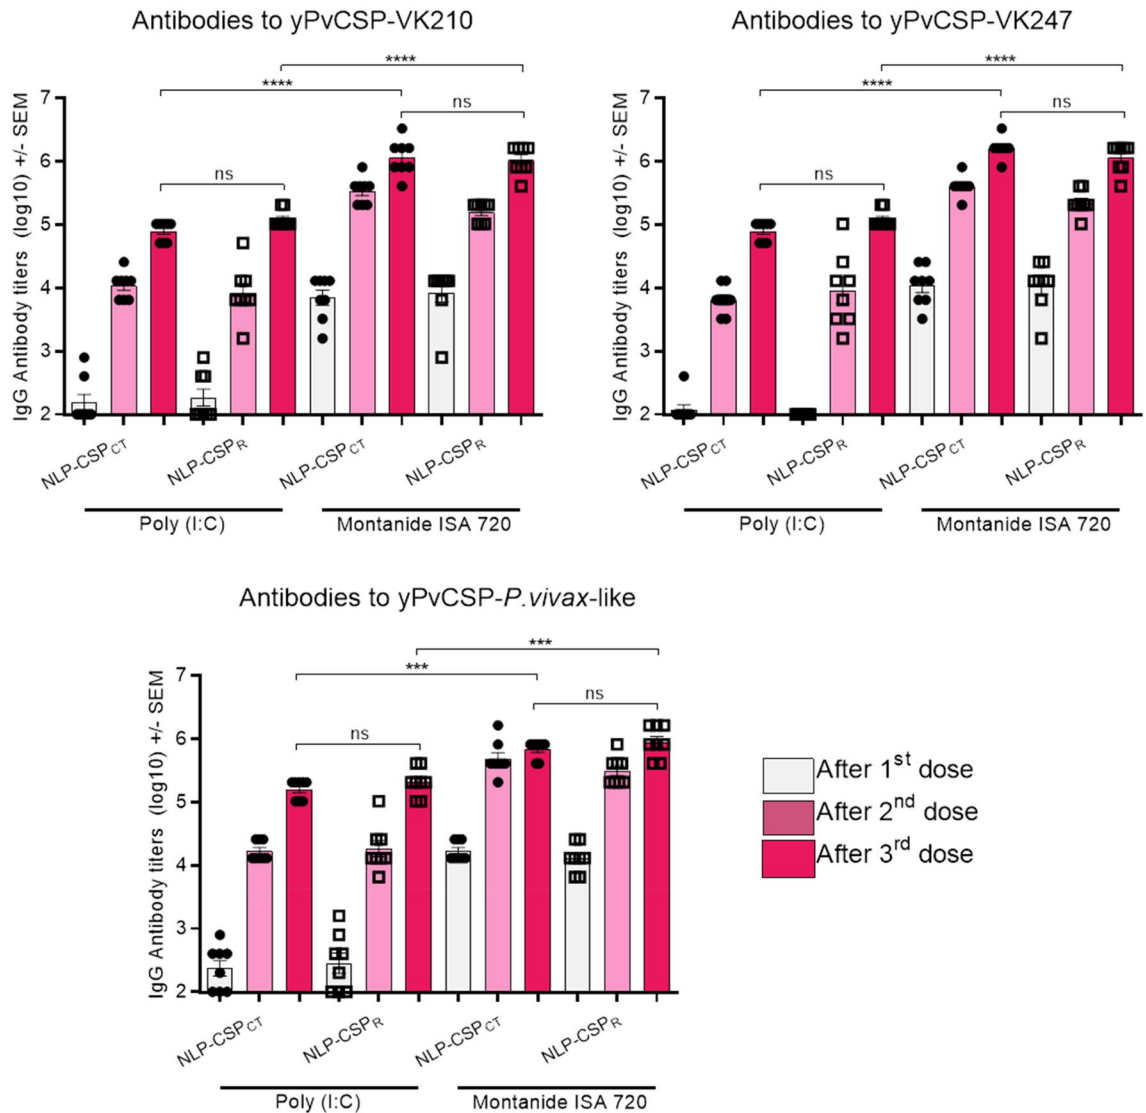 Antibodies to yPvCSP-VK210
****
****
ns
ns
IgG Antibody titers (log10) +/- SEM
7
6
5
4
3
2
NLP-CSPCT
NLP-CSPR
NLP-CSPCT
NLP-CSPR
Poly (I:C)
Montanide ISA 720
Antibodies to yPvCSP-VK247
****
****
ns
ns
IgG Antibody titers (log10) +/- SEM
7
6
5
4
3
2
NLP-CSPCT
NLP-CSPR
NLP-CSPCT
NLP-CSPR
Poly (I:C)
Montanide ISA 720
Antibodies to yPvCSP-P.vivax-like
***
***
ns
ns
IgG Antibody titers (log10) +/- SEM
7
6
5
4
3
2
NLP-CSPCT
NLP-CSPR
NLP-CSPCT
NLP-CSPR
Poly (I:C)
Montanide ISA 720
After 1st dose
After 2nd dose
After 3rd dose